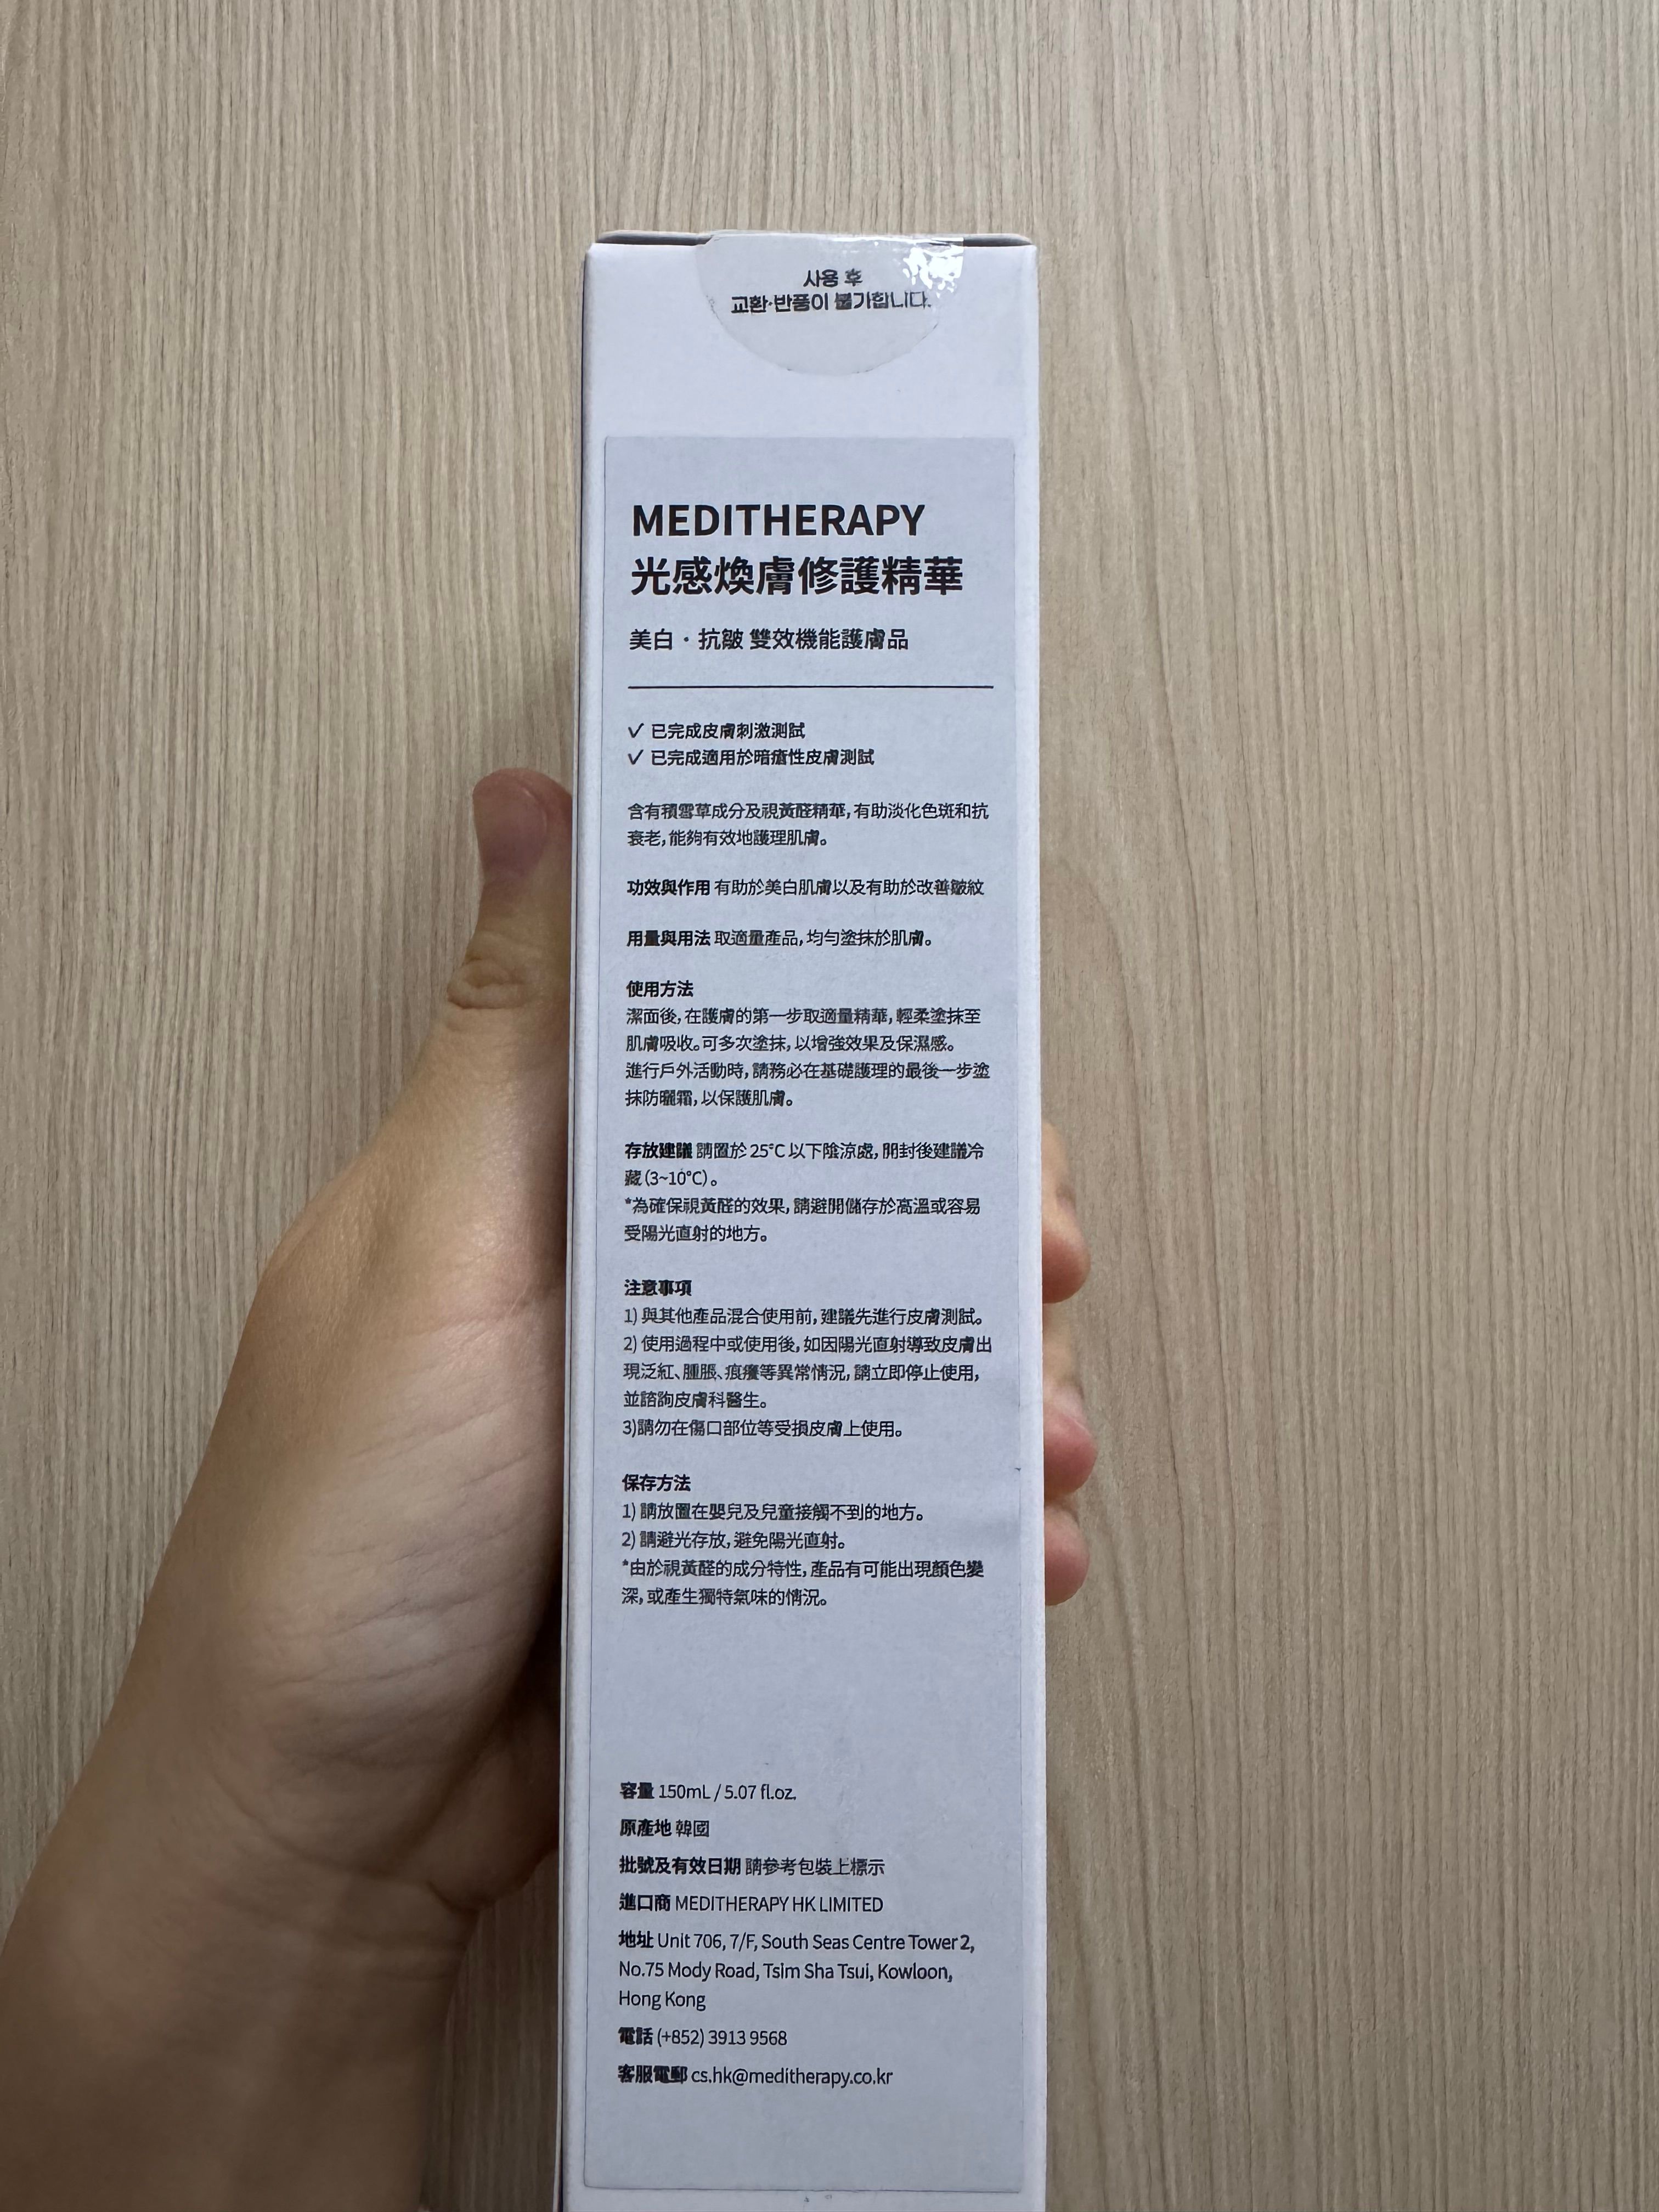 사용 후
교환·반품이 불가합니다.
MEDITHERAPY
光感煥膚修護精華
美白・抗皺 雙效機能護膚品
✓ 已完成皮膚刺激測試
✓ 已完成適用於暗瘡性皮膚測試
含有積雪草成分及視黃醛精華,有助淡化色斑和抗
衰老,能夠有效地護理肌膚。
功效與作用 有助於美白肌膚以及有助於改善皺紋
用量與用法 取適量產品,均勻塗抹於肌膚。
使用方法
潔面後,在護膚的第一步取適量精華,輕柔塗抹至
肌膚吸收。可多次塗抹,以增強效果及保濕感。
進行戶外活動時,請務必在基礎護理的最後一步塗
抹防曬霜,以保護肌膚。
存放建議 請置於 25°C 以下陰涼處,開封後建議冷
藏 (3~10°C) 。
*為確保視黃醛的效果,請避開儲存於高溫或容易
受陽光直射的地方。
注意事項
1) 與其他產品混合使用前,建議先進行皮膚測試。
2) 使用過程中或使用後,如因陽光直射導致皮膚出
現泛紅、腫脹、痕癢等異常情況,請立即停止使用,
並諮詢皮膚科醫生。
3)請勿在傷口部位等受損皮膚上使用。
保存方法
1) 請放置在嬰兒及兒童接觸不到的地方。
2) 請避光存放,避免陽光直射。
*由於視黃醛的成分特性,產品有可能出現顏色變
深,或產生獨特氣味的情況。
容量 150mL / 5.07 fl.oz.
原產地 韓國
批號及有效日期 請參考包裝上標示
進口商 MEDITHERAPY HK LIMITED
地址 Unit 706, 7/F, South Seas Centre Tower 2,
No.75 Mody Road, Tsim Sha Tsui, Kowloon,
Hong Kong
電話 (+852) 3913 9568
客服電郵 cs.hk@meditherapy.co.kr